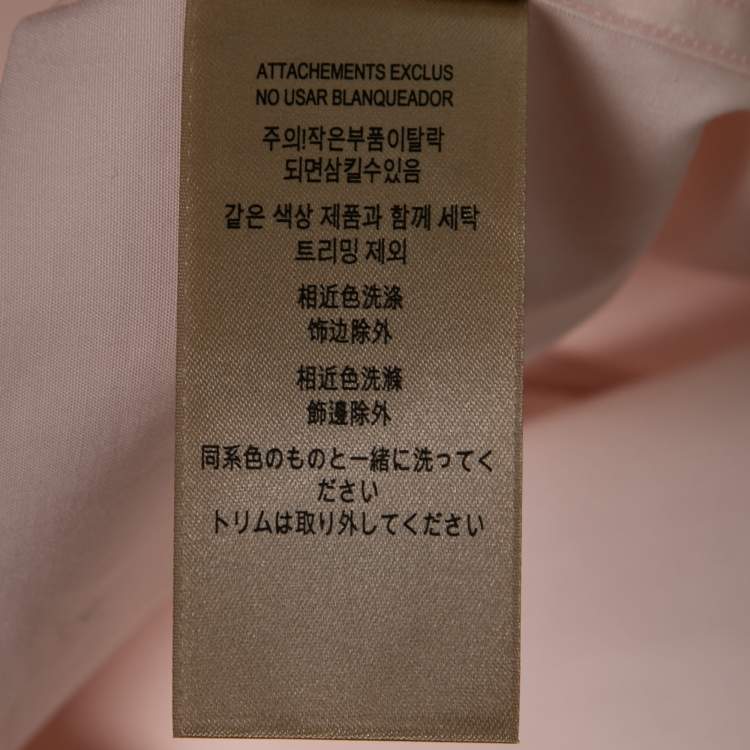 ATTACHEMENTS EXCLUS
NO USAR BLANQUEADOR
주의!작은부품이탈락
되면삼킬수있음
같은 색상 제품과 함께 세탁
트리밍 제외
相近色洗涤
饰边除外
相近色洗滌
飾邊除外
同系色のものと一緒に洗ってく
ださい
トリムは取り外してください